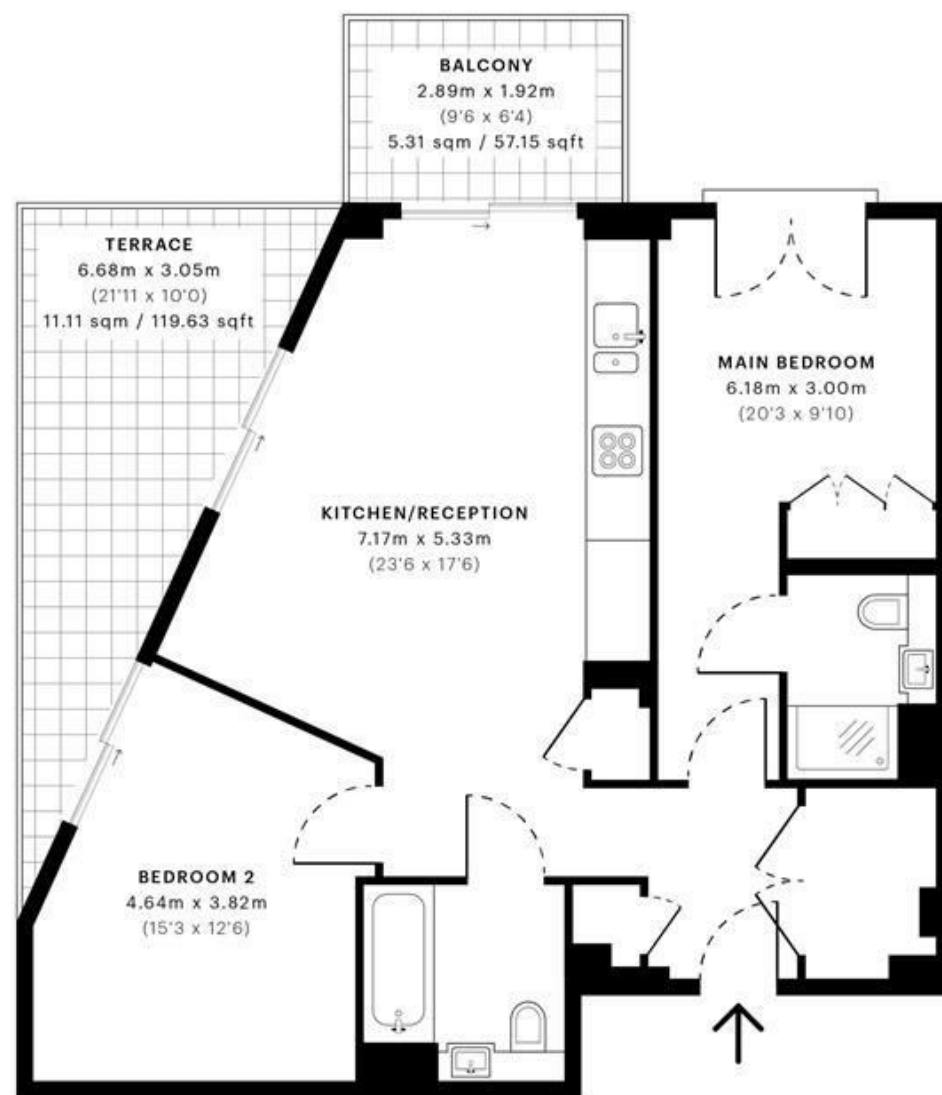 BALCONY
2.89m x 1.92m
(9'6 x 6'4)
5.31 sqm / 57.15 sqft
TERRACE
6.68m x 3.05m
(21'11 x 10'0)
11.11 sqm / 119.63 sqft
MAIN BEDROOM
6.18m x 3.00m
(20'3 x 9'10)
KITCHEN/RECEPTION
7.17m x 5.33m
(23'6 x 17'6)
BEDROOM 2
4.64m x 3.82m
(15'3 x 12'6)